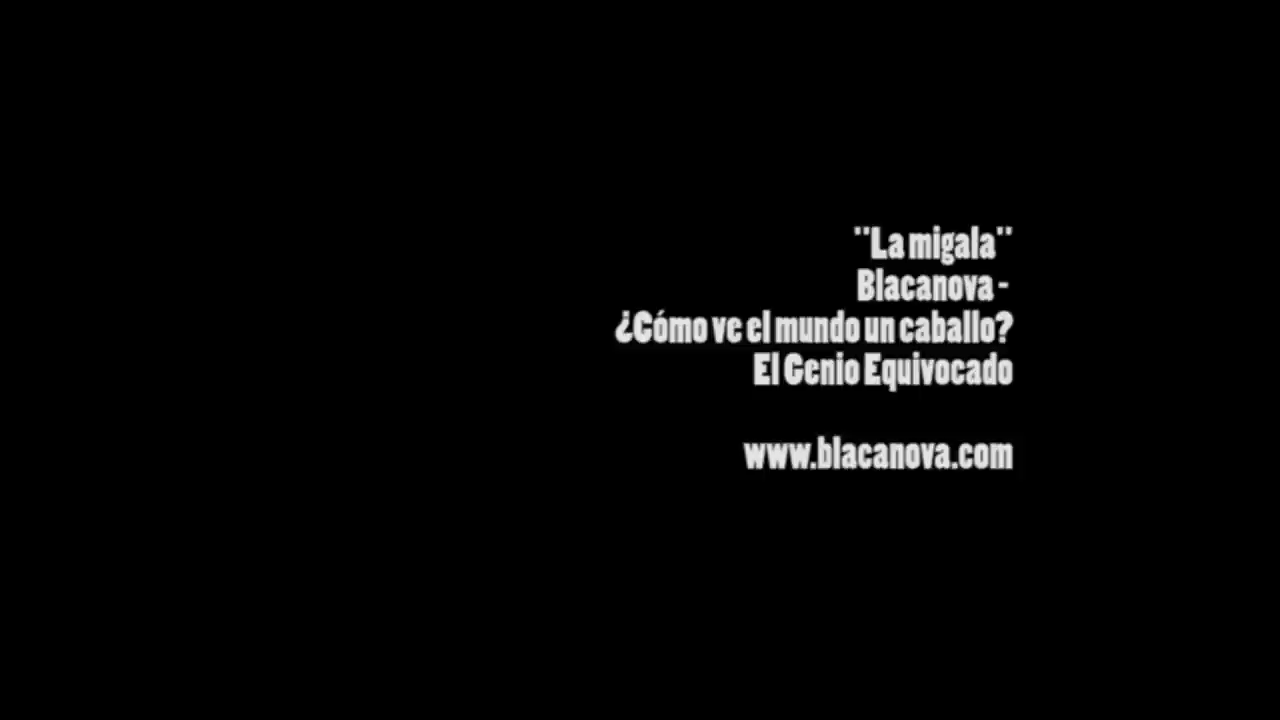 "La migala"
Blacanova -
¿Cómo ve el mundo un caballo?
El Genio Equivocado
www.blacanova.com